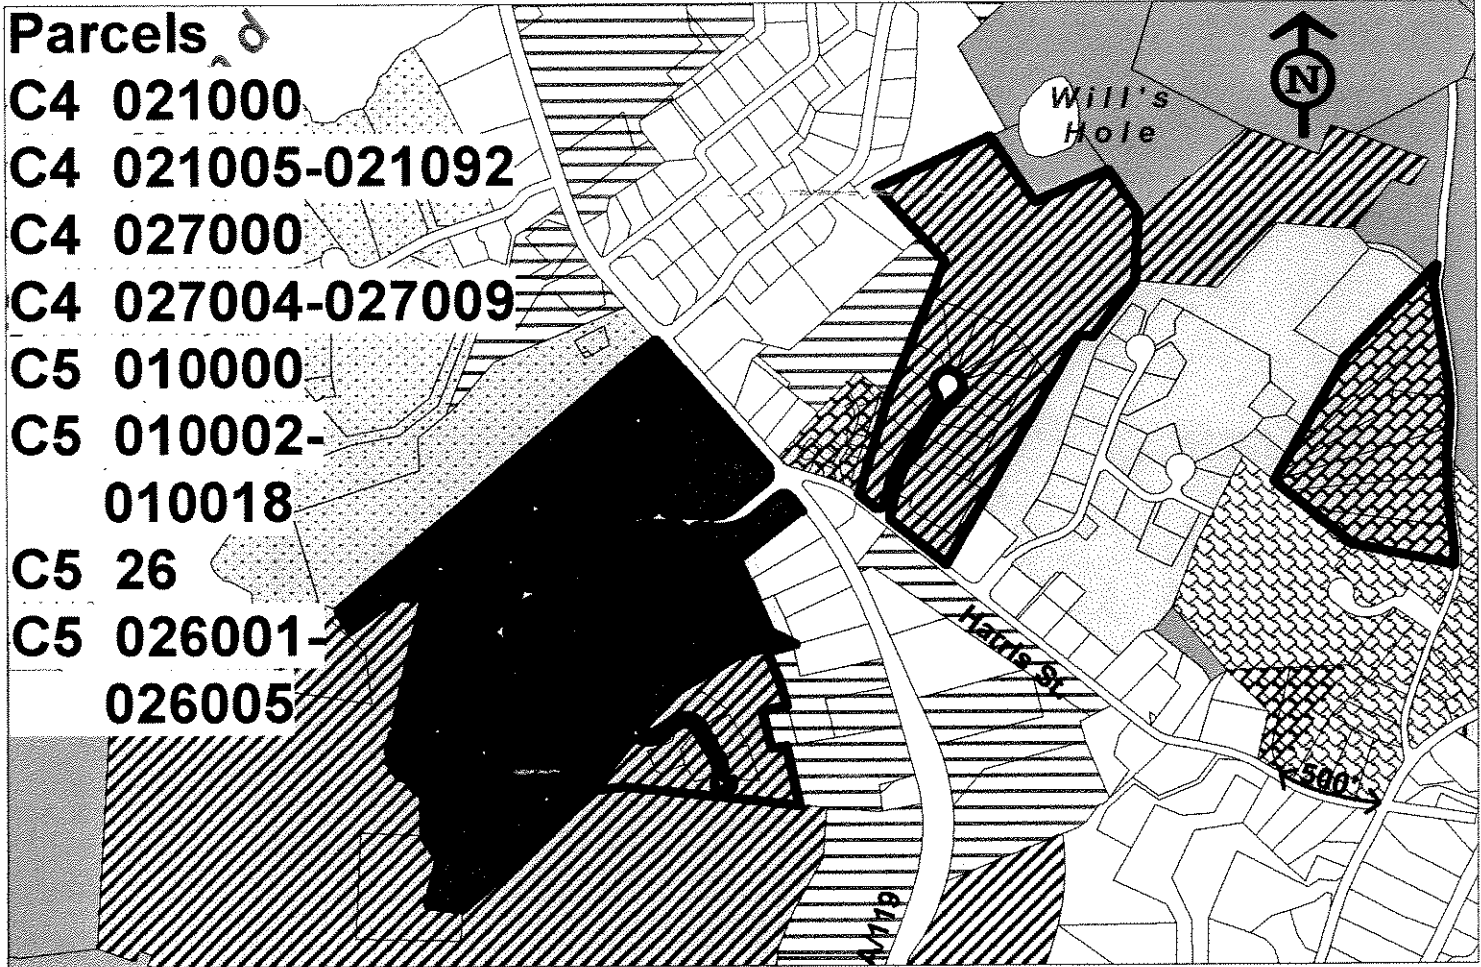 Parcels
C4 021000
C4 021005-021092
C4 027000
C4 027004-027009
C5 010000
C5 010002-
010018
C5 26
C5 026001-
026005
Will's
Hole
N
Harris St.
500'